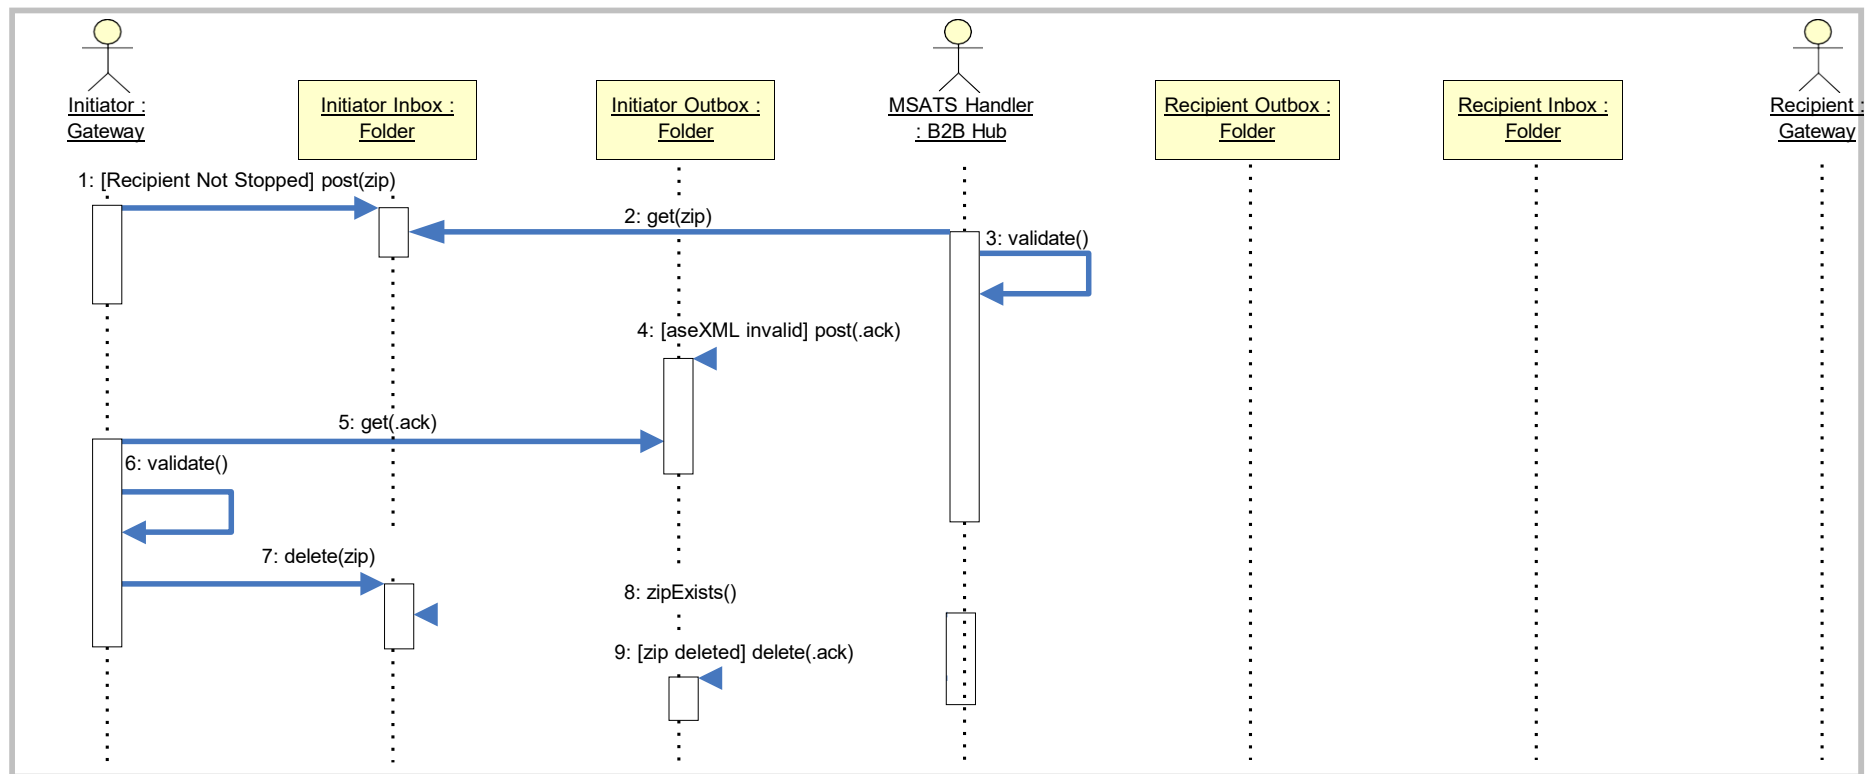 Initiator :
Gateway
Initiator Inbox :
Folder
Initiator Outbox :
Folder
MSATS Handler
: B2B Hub
Recipient Outbox :
Folder
Recipient Inbox :
Folder
Recipient :
Gateway
1: [Recipient Not Stopped] post(zip)
2: get(zip)
3: validate()
4: [aseXML invalid] post(.ack)
5: get(.ack)
6: validate()
7: delete(zip)
8: zipExists()
9: [zip deleted] delete(.ack)